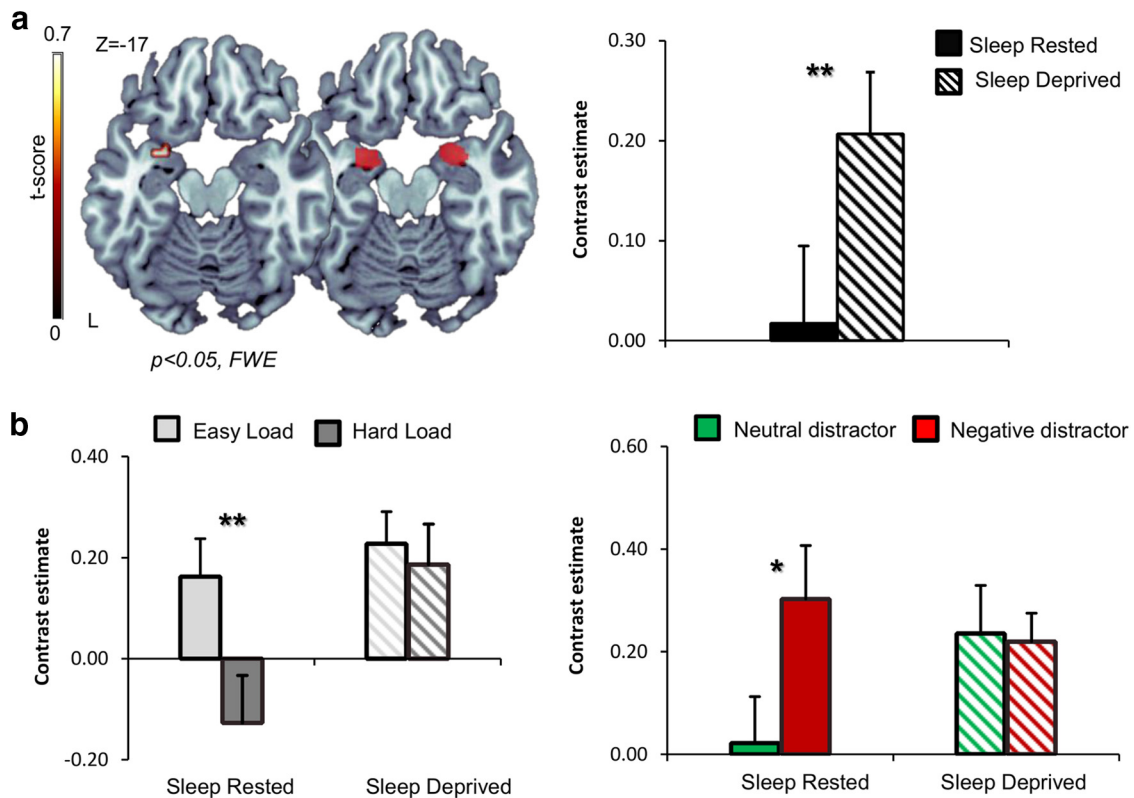 a
0.7
Z=-17
t-score
0
L
p<0.05, FWE
Sleep Rested
Sleep Deprived
**
Contrast estimate
0.30
0.20
0.10
0.00
b
Easy Load
Hard Load
**
Contrast estimate
0.40
0.20
0.00
-0.20
Sleep Rested
Sleep Deprived
Neutral distractor
Negative distractor
*
Contrast estimate
0.60
0.40
0.20
0.00
Sleep Rested
Sleep Deprived